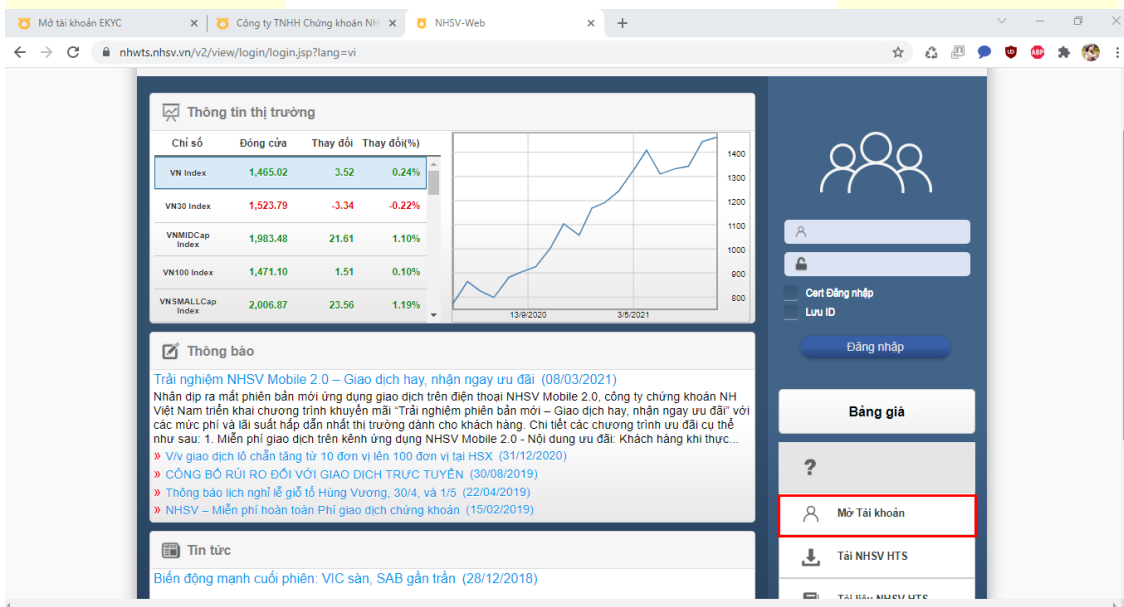 Mở tài khoản EKYC
Công ty TNHH Chứng khoán NH
NHSV-Web
nhwts.nhsv.vn/v2/view/login/login.jsp?lang=vi
Thông tin thị trường
Chỉ số Đóng cửa Thay đổi Thay đổi(%)
VN Index 1,465.02 3.52 0.24%
VN30 Index 1,523.79 -3.34 -0.22%
VNMIDCap Index 1,983.48 21.61 1.10%
VN100 Index 1,471.10 1.51 0.10%
VNSMALLCap Index 2,006.87 23.56 1.19%
1400
1300
1200
1100
1000
900
800
13/9/2020 3/5/2021
Cert Đăng nhập
Lưu ID
Đăng nhập
Bảng giá
?
Mở Tài khoản
Tải NHSV HTS
Tài liệu NHSV HTS
Thông báo
Trải nghiệm NHSV Mobile 2.0 – Giao dịch hay, nhận ngay ưu đãi (08/03/2021)
Nhân dịp ra mắt phiên bản mới ứng dụng giao dịch trên điện thoại NHSV Mobile 2.0, công ty chứng khoán NH
Việt Nam triển khai chương trình khuyến mãi “Trải nghiệm phiên bản mới – Giao dịch hay, nhận ngay ưu đãi” với
các mức phí và lãi suất hấp dẫn nhất thị trường dành cho khách hàng. Chi tiết các chương trình ưu đãi cụ thể
như sau: 1. Miễn phí giao dịch trên kênh ứng dụng NHSV Mobile 2.0 - Nội dung ưu đãi: Khách hàng khi thực...
» V/v giao dịch lô chẵn tăng từ 10 đơn vị lên 100 đơn vị tại HSX (31/12/2020)
» CÔNG BỐ RỦI RO ĐỐI VỚI GIAO DỊCH TRỰC TUYẾN (30/08/2019)
» Thông báo lịch nghỉ lễ giỗ tổ Hùng Vương, 30/4, và 1/5 (22/04/2019)
» NHSV – Miễn phí hoàn toàn Phí giao dịch chứng khoán (15/02/2019)
Tin tức
Biến động mạnh cuối phiên: VIC sàn, SAB gần trần (28/12/2018)